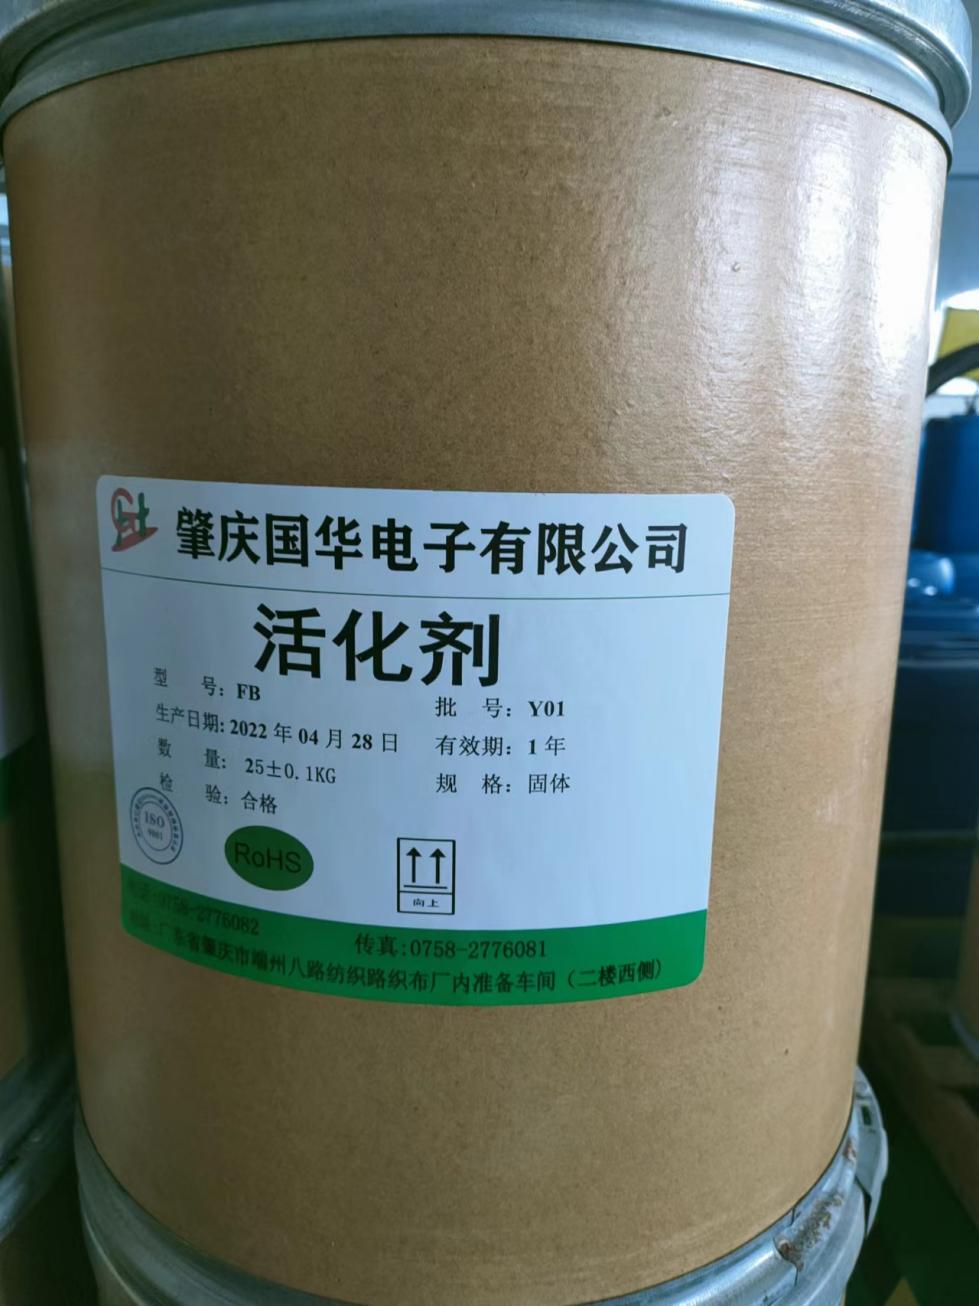 肇庆国华电子有限公司
活化剂
型 号: FB
批 号: Y01
生产日期: 2022 年 04 月 28 日
有效期: 1 年
数 量: 25±0.1KG
规 格: 固体
检 验: 合格
ISO
9001
RoHS
向上
0758-2776082
传真:0758-2776081
广东省肇庆市端州八路纺织路织布厂内准备车间（二楼西侧）